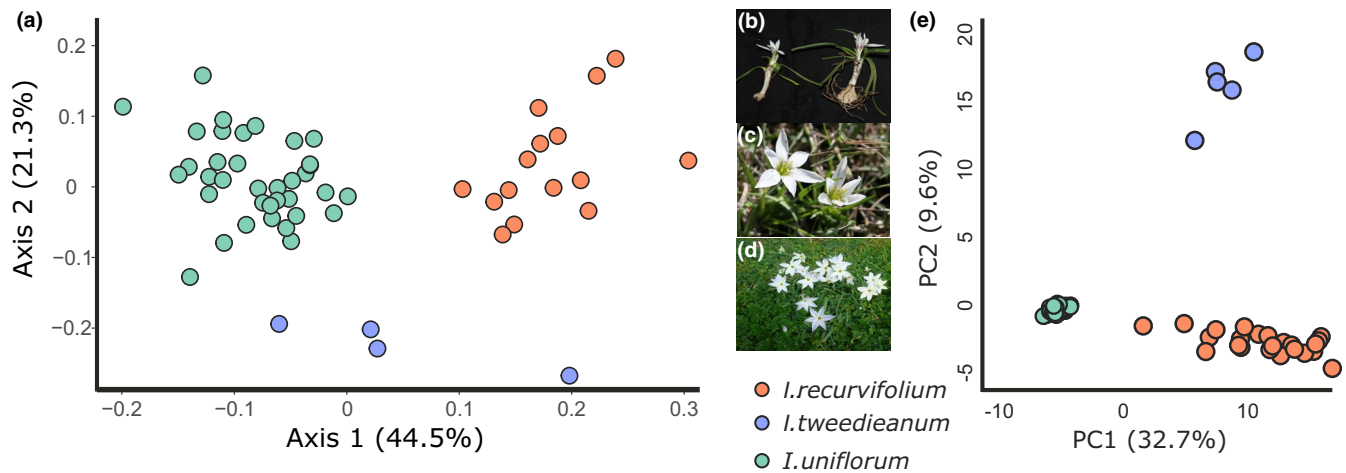 (a)
Axis 2 (21.3%)
0.2
0.1
0
−0.1
−0.2
−0.2
−0.1
0
0.1
0.2
0.3
Axis 1 (44.5%)
(b)
(c)
(d)
I.recurvifolium
I.tweedieanum
I.uniflorum
(e)
PC2 (9.6%)
20
15
10
5
0
-5
-10
0
10
PC1 (32.7%)